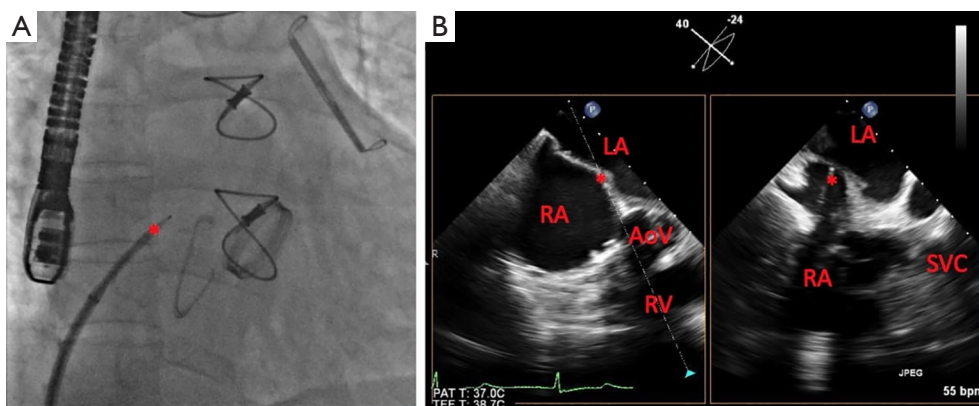 A
B
40
-24
P
P
LA
LA
*
*
*
RA
AoV
RA
SVC
RV
R
JPEG
PAT T: 37.0C
TEE T: 38.7C
55 bpm